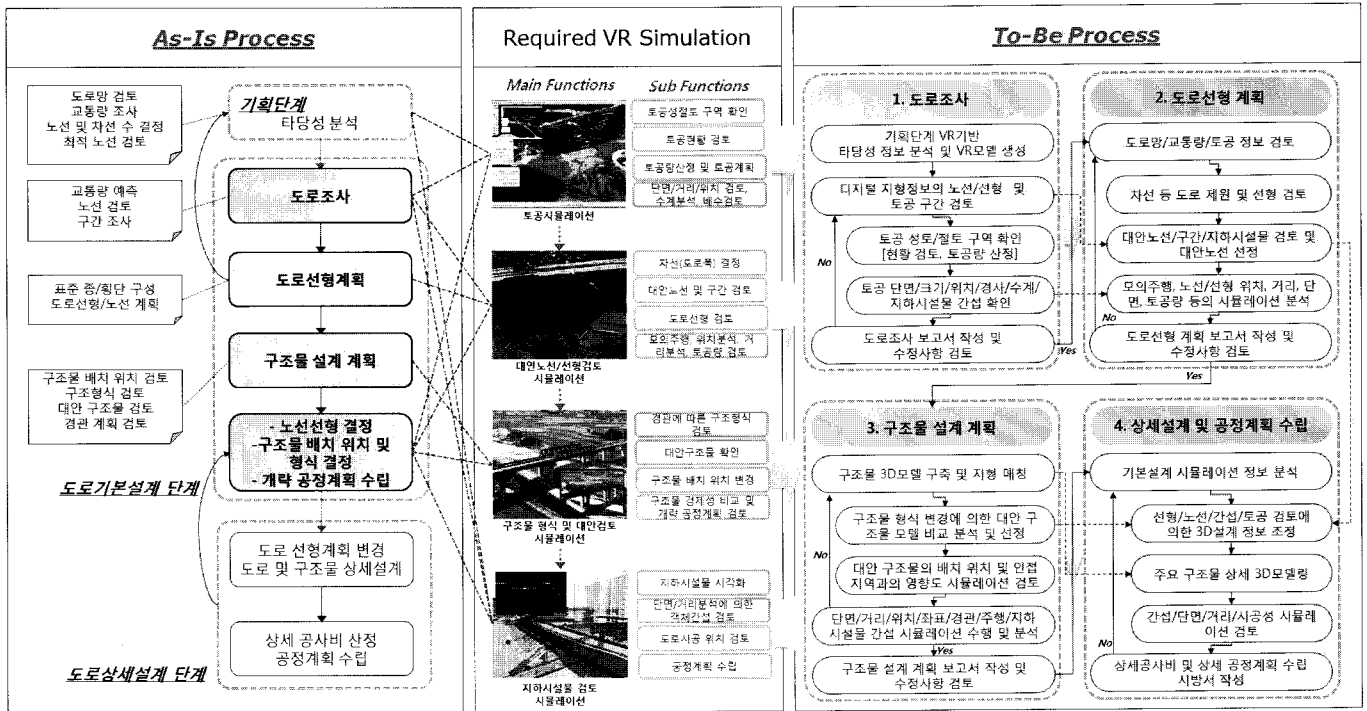 As-Is Process
도로망 검토
교통량 조사
노선 및 차선 수 결정
최적 노선 검토
교통량 예측
노선 검토
구간 조사
표준 종/횡단 구성
도로선형/노선 계획
구조물 배치 위치 검토
구조형식 검토
대안 구조물 검토
경관 계획 검토
기획단계
타당성 분석
도로조사
도로선형계획
구조물 설계 계획
- 노선선형 결정
-구조물 배치 위치 및
형식 결정
- 개략 공정계획 수립
도로기본설계 단계
도로 선형계획 변경
도로 및 구조물 상세설계
상세 공사비 산정
공정계획 수립
도로상세설계 단계
Required VR Simulation
Main Functions
Sub Functions
토공시뮬레이션
토공성절토 구역 확인
토공현황 검토
토공량산정 및 토공계획
단면/거리/위치 검토,
수계분석, 배수검토
대안노선/선형검토
시뮬레이션
차선(도로폭) 결정
대안노선 및 구간 검토
도로선형 검토
모의주행, 위치분석, 거
리분석, 토공량 검토
구조물 형식 및 대안검토
시뮬레이션
경관에 따른 구조형식
검토
대안구조물 확인
구조물 배치 위치 변경
구조물 경제성 비교 및
개략 공정계획 검토
지하시설물 검토
시뮬레이션
지하시설물 시각화
단면/거리분석에 의한
객체간섭 검토
도로시공 위치 검토
공정계획 수립
To-Be Process
1. 도로조사
기획단계 VR기반
타당성 정보 분석 및 VR모델 생성
디지털 지형정보의 노선/선형 및
토공 구간 검토
토공 성토/절토 구역 확인
[현황 검토, 토공량 산정]
No
토공 단면/크기/위치/경사/수계/
지하시설물 간섭 확인
도로조사 보고서 작성 및
수정사항 검토
Yes
2. 도로선형 계획
도로망/교통량/토공 정보 검토
차선 등 도로 제원 및 선형 검토
대안노선/구간/지하시설물 검토 및
대안노선 선정
모의주행, 노선/선형 위치, 거리, 단
면, 토공량 등의 시뮬레이션 분석
No
도로선형 계획 보고서 작성 및
수정사항 검토
Yes
3. 구조물 설계 계획
구조물 3D모델 구축 및 지형 매칭
구조물 형식 변경에 의한 대안 구
조물 모델 비교 분석 및 선정
No
대안 구조물의 배치 위치 및 인접
지역과의 영향도 시뮬레이션 검토
단면/거리/위치/좌표/경관/주행/지하
시설물 간섭 시뮬레이션 수행 및 분석
Yes
구조물 설계 계획 보고서 작성 및
수정사항 검토
4. 상세설계 및 공정계획 수립
기본설계 시뮬레이션 정보 분석
선형/노선/간섭/토공 검토에
의한 3D설계 정보 조정
주요 구조물 상세 3D모델링
간섭/단면/거리/시공성 시뮬레
이션 검토
No
상세공사비 및 상세 공정계획 수립
시방서 작성